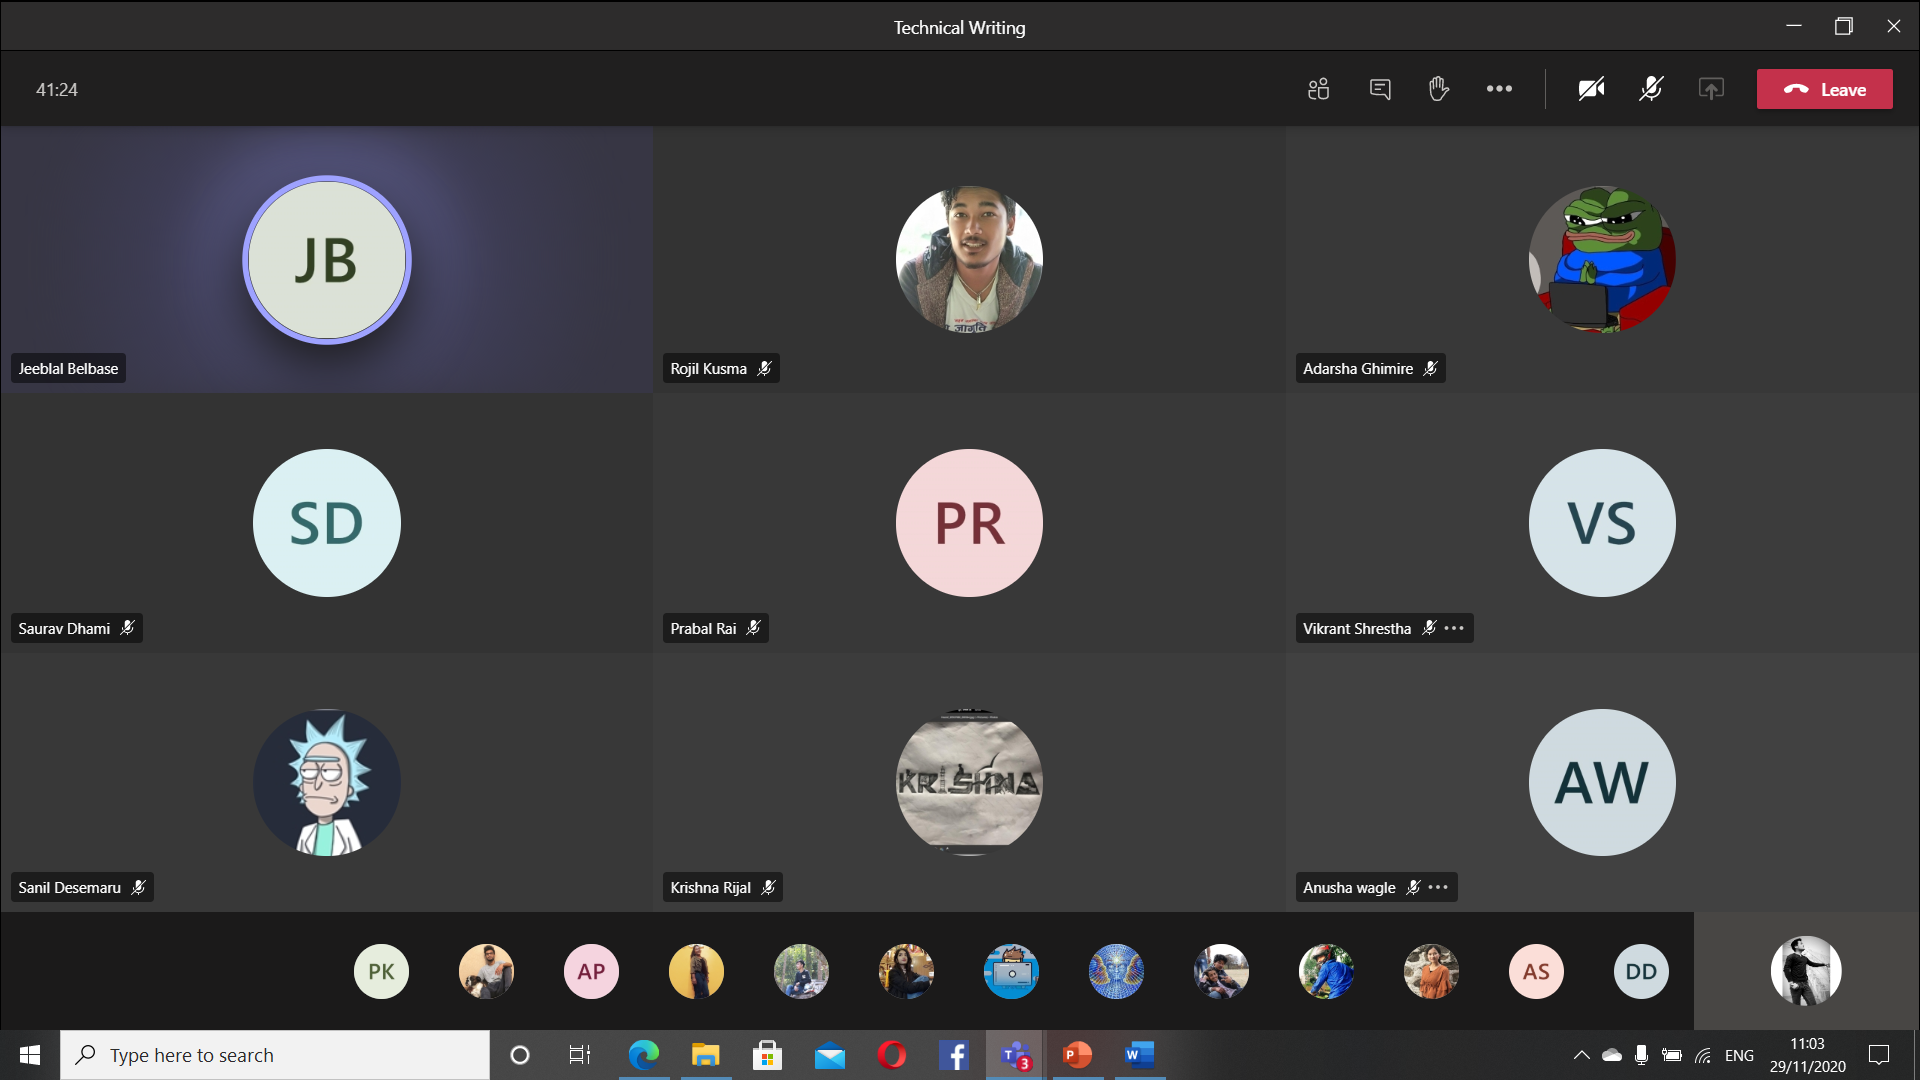 Technical Writing
41:24
Leave
JB
Jeeblal Belbase
जागृति
Rojil Kusma
Adarsha Ghimire
SD
Saurav Dhami
PR
Prabal Rai
VS
Vikrant Shrestha
Sanil Desemaru
KRISHNA
Krishna Rijal
AW
Anusha wagle
PK
AP
AS
DD
Type here to search
T
3
P
W
ENG
11:03
29/11/2020